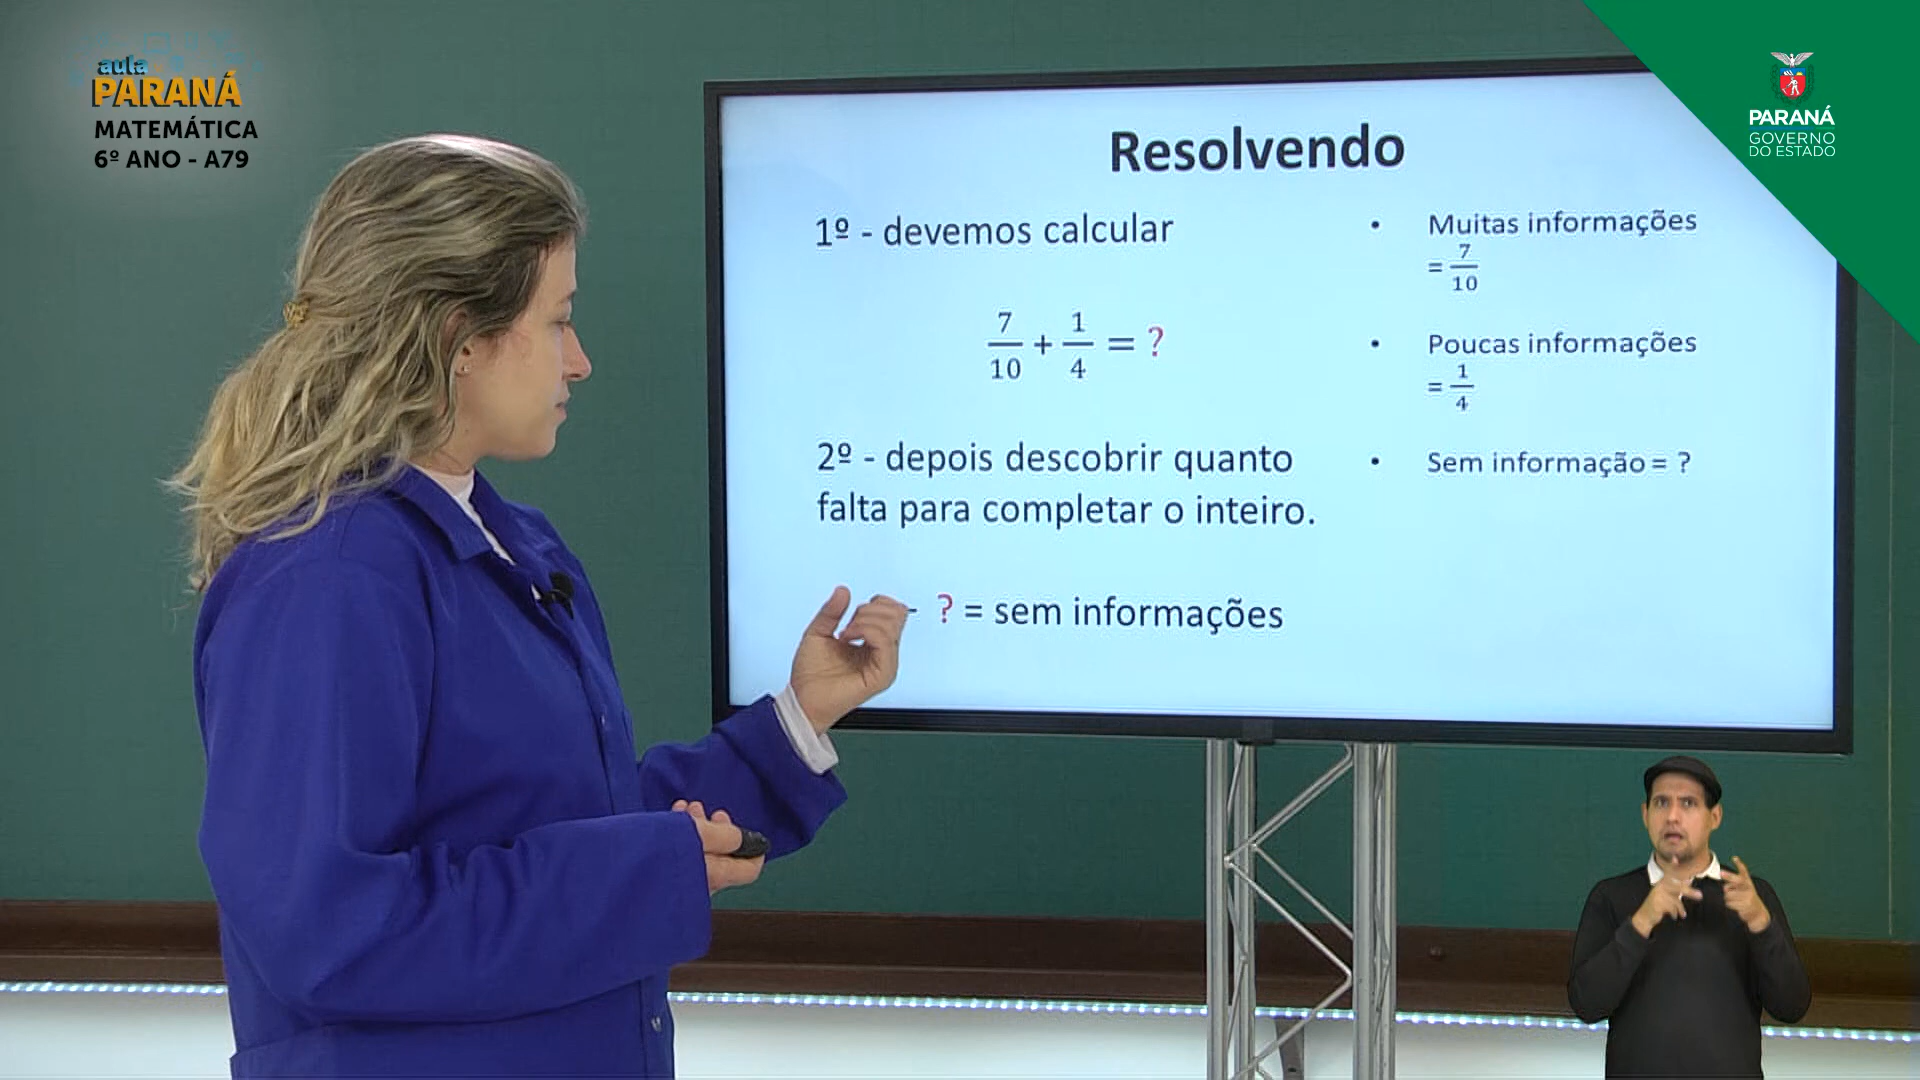 aula
PARANÁ
MATEMÁTICA
6º ANO - A79
PARANÁ
GOVERNO
DO ESTADO
Resolvendo
1º - devemos calcular
7/10 + 1/4 = ?
2º - depois descobrir quanto
falta para completar o inteiro.
- ? = sem informações
• Muitas informações
= 7/10
• Poucas informações
= 1/4
• Sem informação = ?